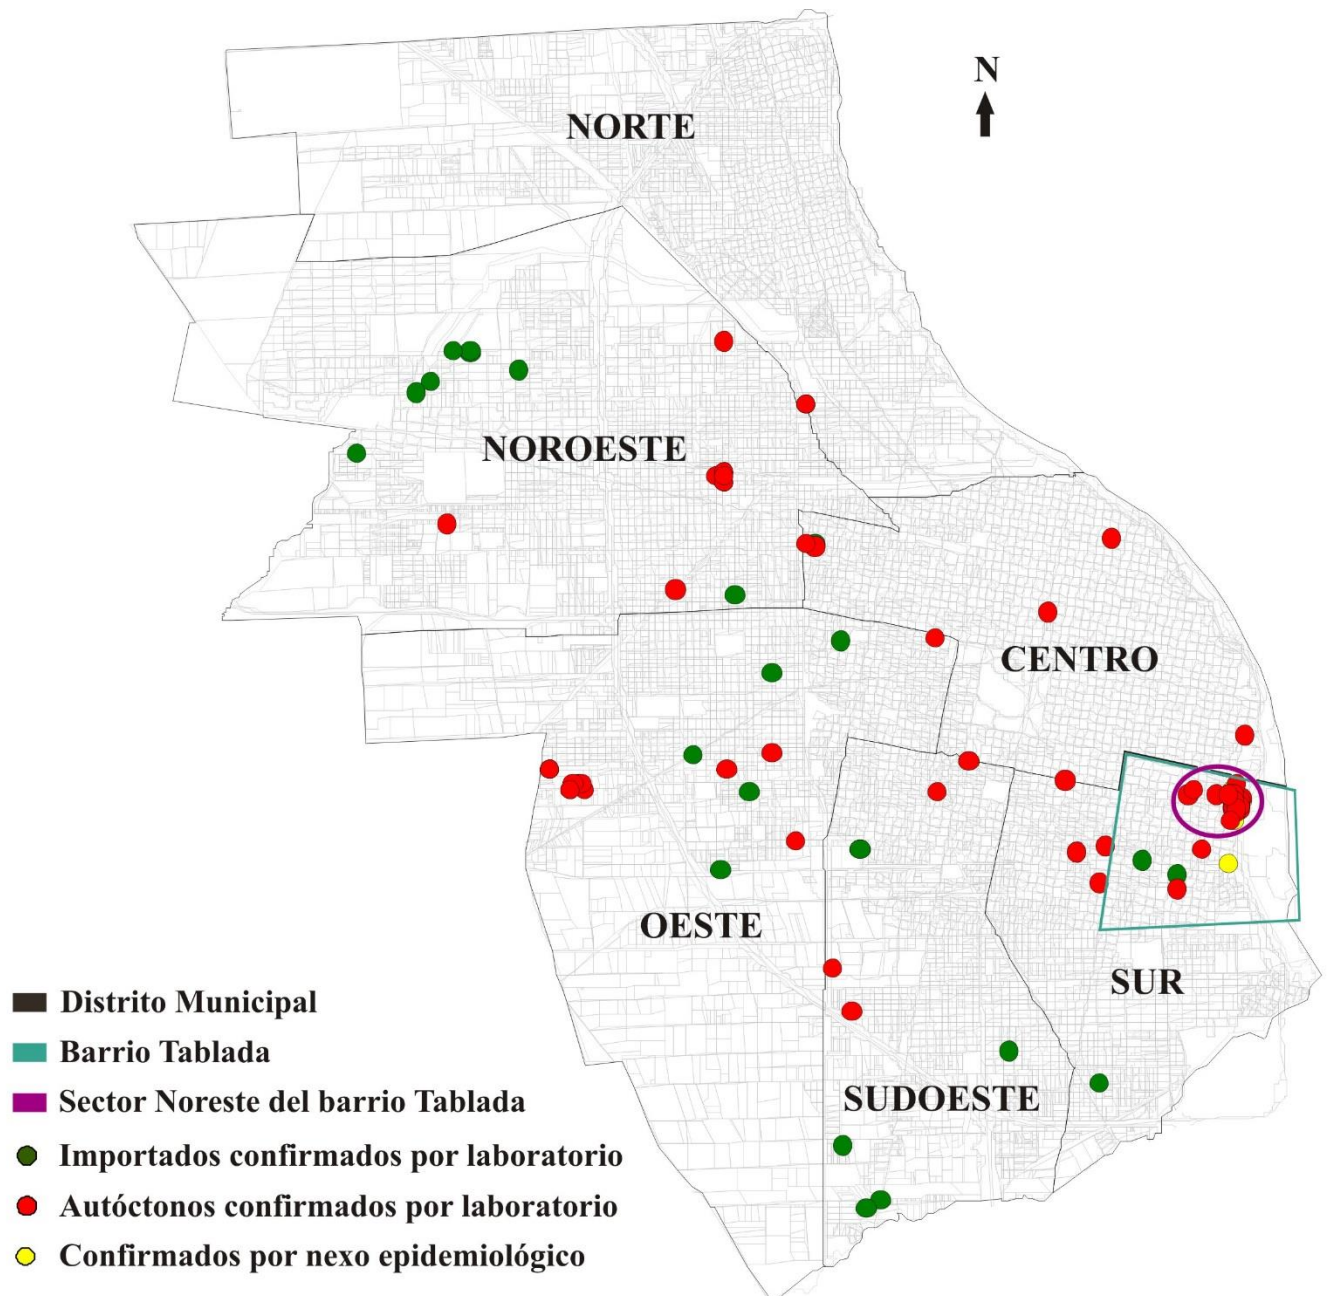 N
NORTE
NOROESTE
CENTRO
OESTE
SUR
SUDOESTE
Distrito Municipal
Barrio Tablada
Sector Noreste del barrio Tablada
Importados confirmados por laboratorio
Autóctonos confirmados por laboratorio
Confirmados por nexo epidemiológico